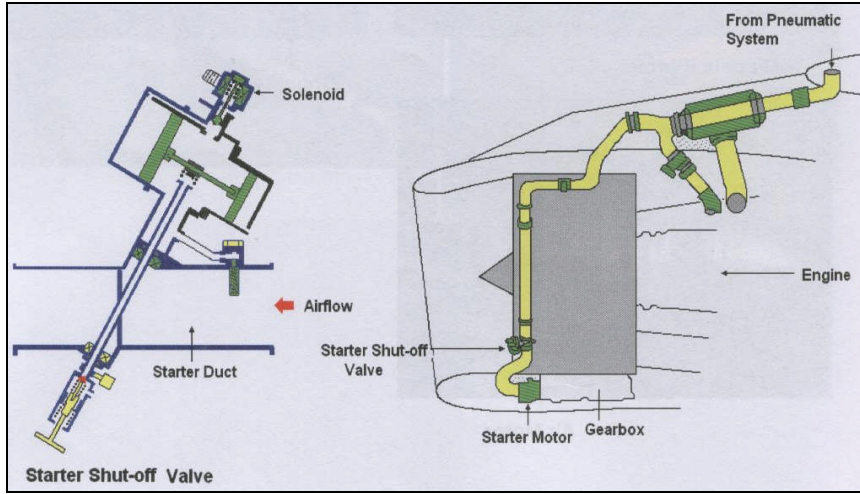 Solenoid
Airflow
Starter Duct
Starter Shut-off Valve
From Pneumatic
System
Engine
Starter Shut-off
Valve
Starter Motor
Gearbox